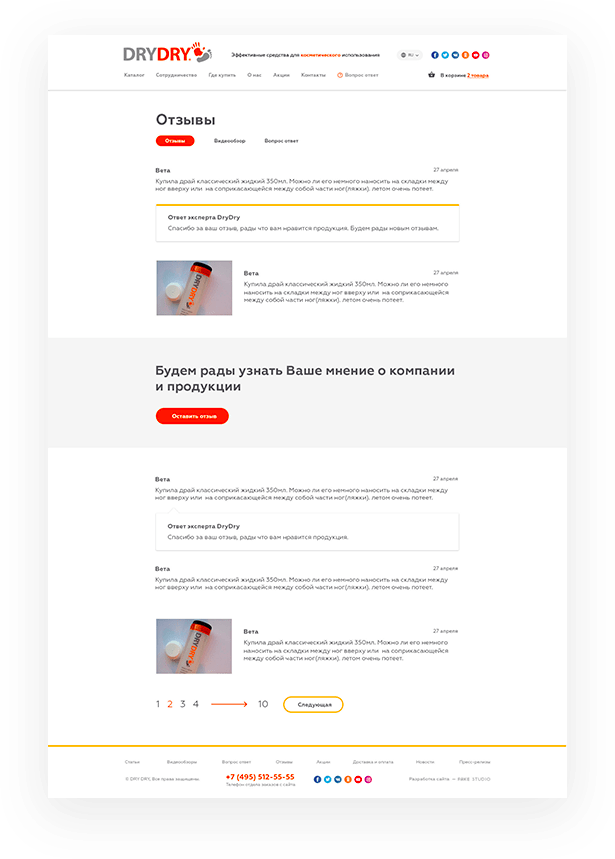 DRYDRY.
Эффективные средства для косметического использования
RU
Каталог Сотрудничество Где купить О нас Акции Контакты Вопрос ответ
В корзине 2 товара
Отзывы
Отзывы Видеообзор Вопрос ответ
Вета 27 апреля
Купила драй классический жидкий 350мл. Можно ли его немного наносить на складки между
ног вверху или на соприкасающейся между собой части ног(ляжки). летом очень потеет.
Ответ эксперта DryDry
Спасибо за ваш отзыв, рады что вам нравится продукция. Будем рады новым отзывам.
DRYDRY
Вета 27 апреля
Купила драй классический жидкий 350мл. Можно ли его немного
наносить на складки между ног вверху или на соприкасающейся
между собой части ног(ляжки). летом очень потеет.
Будем рады узнать Ваше мнение о компании
и продукции
Оставить отзыв
Вета 27 апреля
Купила драй классический жидкий 350мл. Можно ли его немного наносить на складки между
ног вверху или на соприкасающейся между собой части ног(ляжки). летом очень потеет.
Ответ эксперта DryDry
Спасибо за ваш отзыв, рады что вам нравится продукция.
Вета 27 апреля
Купила драй классический жидкий 350мл. Можно ли его немного наносить на складки между
ног вверху или на соприкасающейся между собой части ног(ляжки). летом очень потеет.
DRYDRY
Вета 27 апреля
Купила драй классический жидкий 350мл. Можно ли его немного
наносить на складки между ног вверху или на соприкасающейся
между собой части ног(ляжки). летом очень потеет.
1 2 3 4 10 Следующая
Статьи Видеообзоры Вопрос ответ Отзывы Акции Доставка и оплата Новости Пресс-релизы
© DRY DRY, Все права защищены. +7 (495) 512-55-55 Разработка сайта — PAKE STUDIO
Телефон отдела заказов с сайта